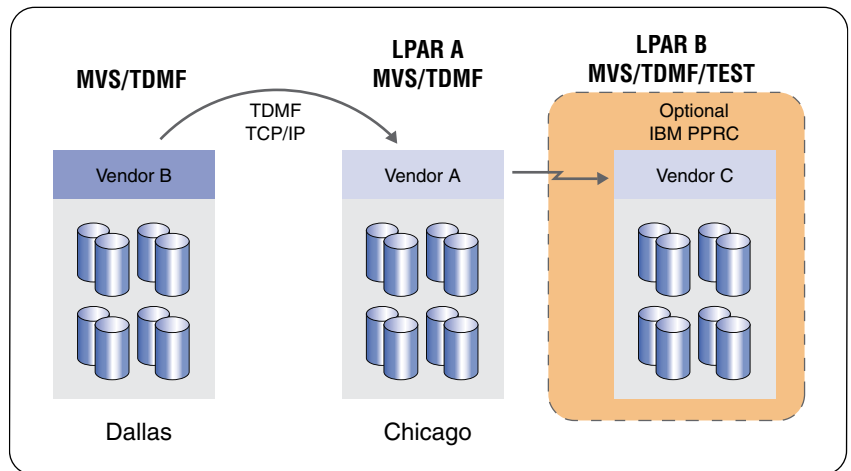 MVS/TDMF
LPAR A
MVS/TDMF
LPAR B
MVS/TDMF/TEST
TDMF
TCP/IP
Optional
IBM PPRC
Vendor B
Vendor A
Vendor C
Dallas
Chicago